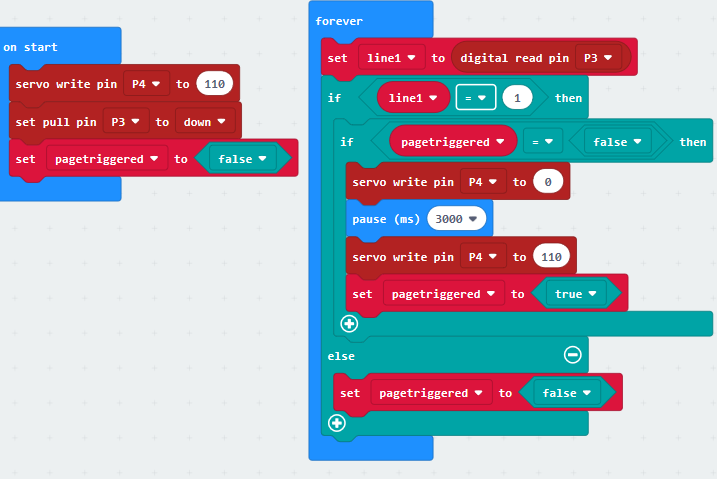 on start
servo write pin P4 to 110
set pull pin P3 to down
set pagetriggered to false
forever
set line1 to digital read pin P3
if line1 = 1 then
if pagetriggered = false then
servo write pin P4 to 0
pause (ms) 3000
servo write pin P4 to 110
set pagetriggered to true
else
set pagetriggered to false